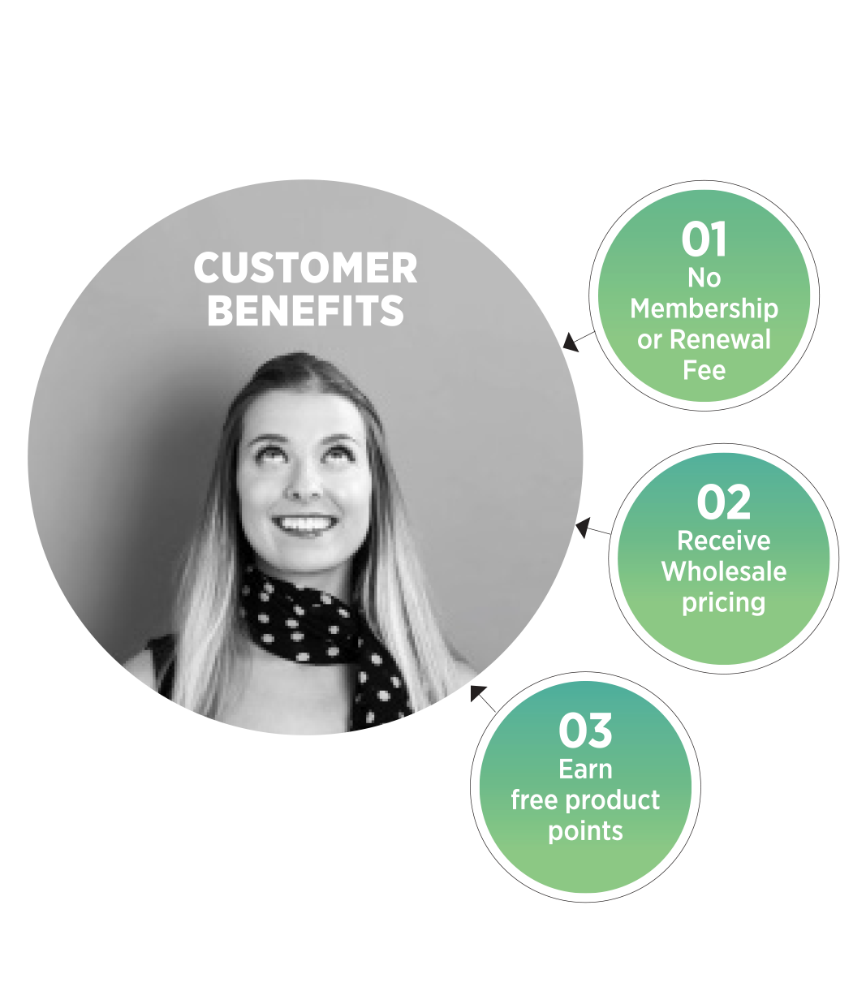 CUSTOMER
BENEFITS
01
No
Membership
or Renewal
Fee
02
Receive
Wholesale
pricing
03
Earn
free product
points